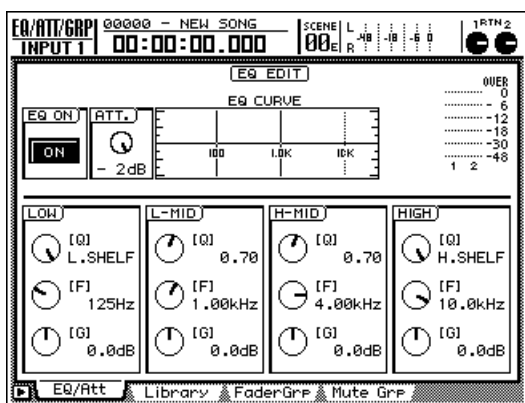 EQ/ATT/GRP 00000 - NEW SONG SCENE L -48 -18 -6 0 1RTN2
INPUT 1 00:00:00.000 00E R
EQ EDIT
EQ CURVE
OVER
0
- 6
-12
-18
-30
-48
1 2
EQ ON ATT.
ON
- 2dB
100 1.0K 10K
LOW L-MID H-MID HIGH
[Q] [Q] [Q] [Q]
L.SHELF 0.70 0.70 H.SHELF
[F] [F] [F] [F]
125Hz 1.00kHz 4.00kHz 10.0kHz
[G] [G] [G] [G]
0.0dB 0.0dB 0.0dB 0.0dB
EQ/Att Library FaderGrp Mute Grp